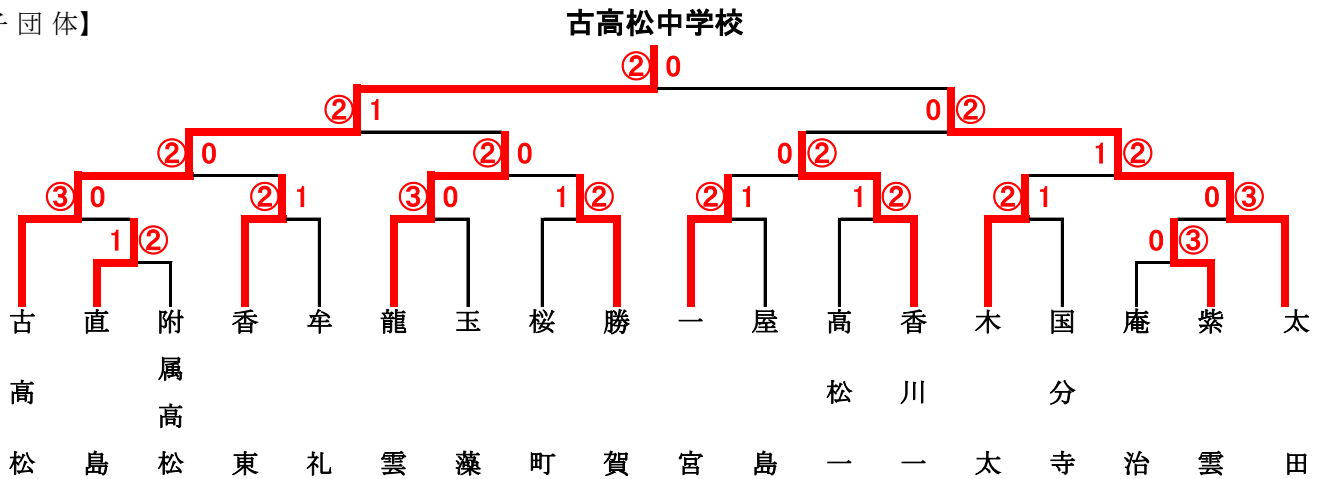 子団体】
古高松中学校
② 0
② 1 0 ②
② 0 ② 0 0 ② 1 ②
③ 0 ② 1 ③ 0 1 ② ② 1 1 ② ② 1 0 ③
1 ② 0 ③
古高松
直島
附属高松
香東
牟礼
龍雲
玉藻
桜町
勝賀
一宮
屋島
高松一
香川一
木太
国分寺
庵治
紫雲
太田